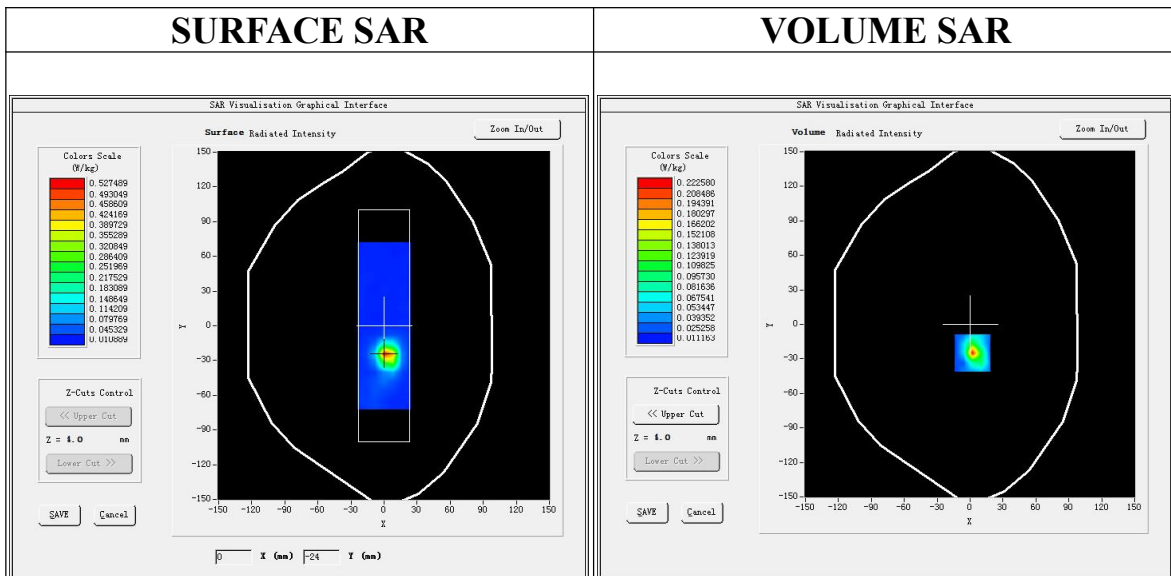 SURFACE SAR
VOLUME SAR
SAR Visualisation Graphical Interface
Surface Radiated Intensity
Zoom In/Out
Colors Scale
(W/kg)
0.527489
0.493049
0.458609
0.424169
0.389729
0.355289
0.320849
0.286409
0.251969
0.217529
0.183089
0.148649
0.114209
0.079769
0.045329
0.010889
150
120
90
60
30
0
-30
-60
-90
-120
-150
Y
-150 -120 -90 -60 -30 0 30 60 90 120 150
X
Z-Cuts Control
<< Upper Cut
Z = 4.0 mm
Lower Cut >>
SAVE
Cancel
0 X (mm) -24 Y (mm)
SAR Visualisation Graphical Interface
Volume Radiated Intensity
Zoom In/Out
Colors Scale
(W/kg)
0.222580
0.208486
0.194391
0.180297
0.166202
0.152108
0.138013
0.123919
0.109825
0.095730
0.081636
0.067541
0.053447
0.039352
0.025258
0.011163
150
120
90
60
30
0
-30
-60
-90
-120
-150
Y
-150 -120 -90 -60 -30 0 30 60 90 120 150
X
Z-Cuts Control
<< Upper Cut
Z = 4.0 mm
Lower Cut >>
SAVE
Cancel